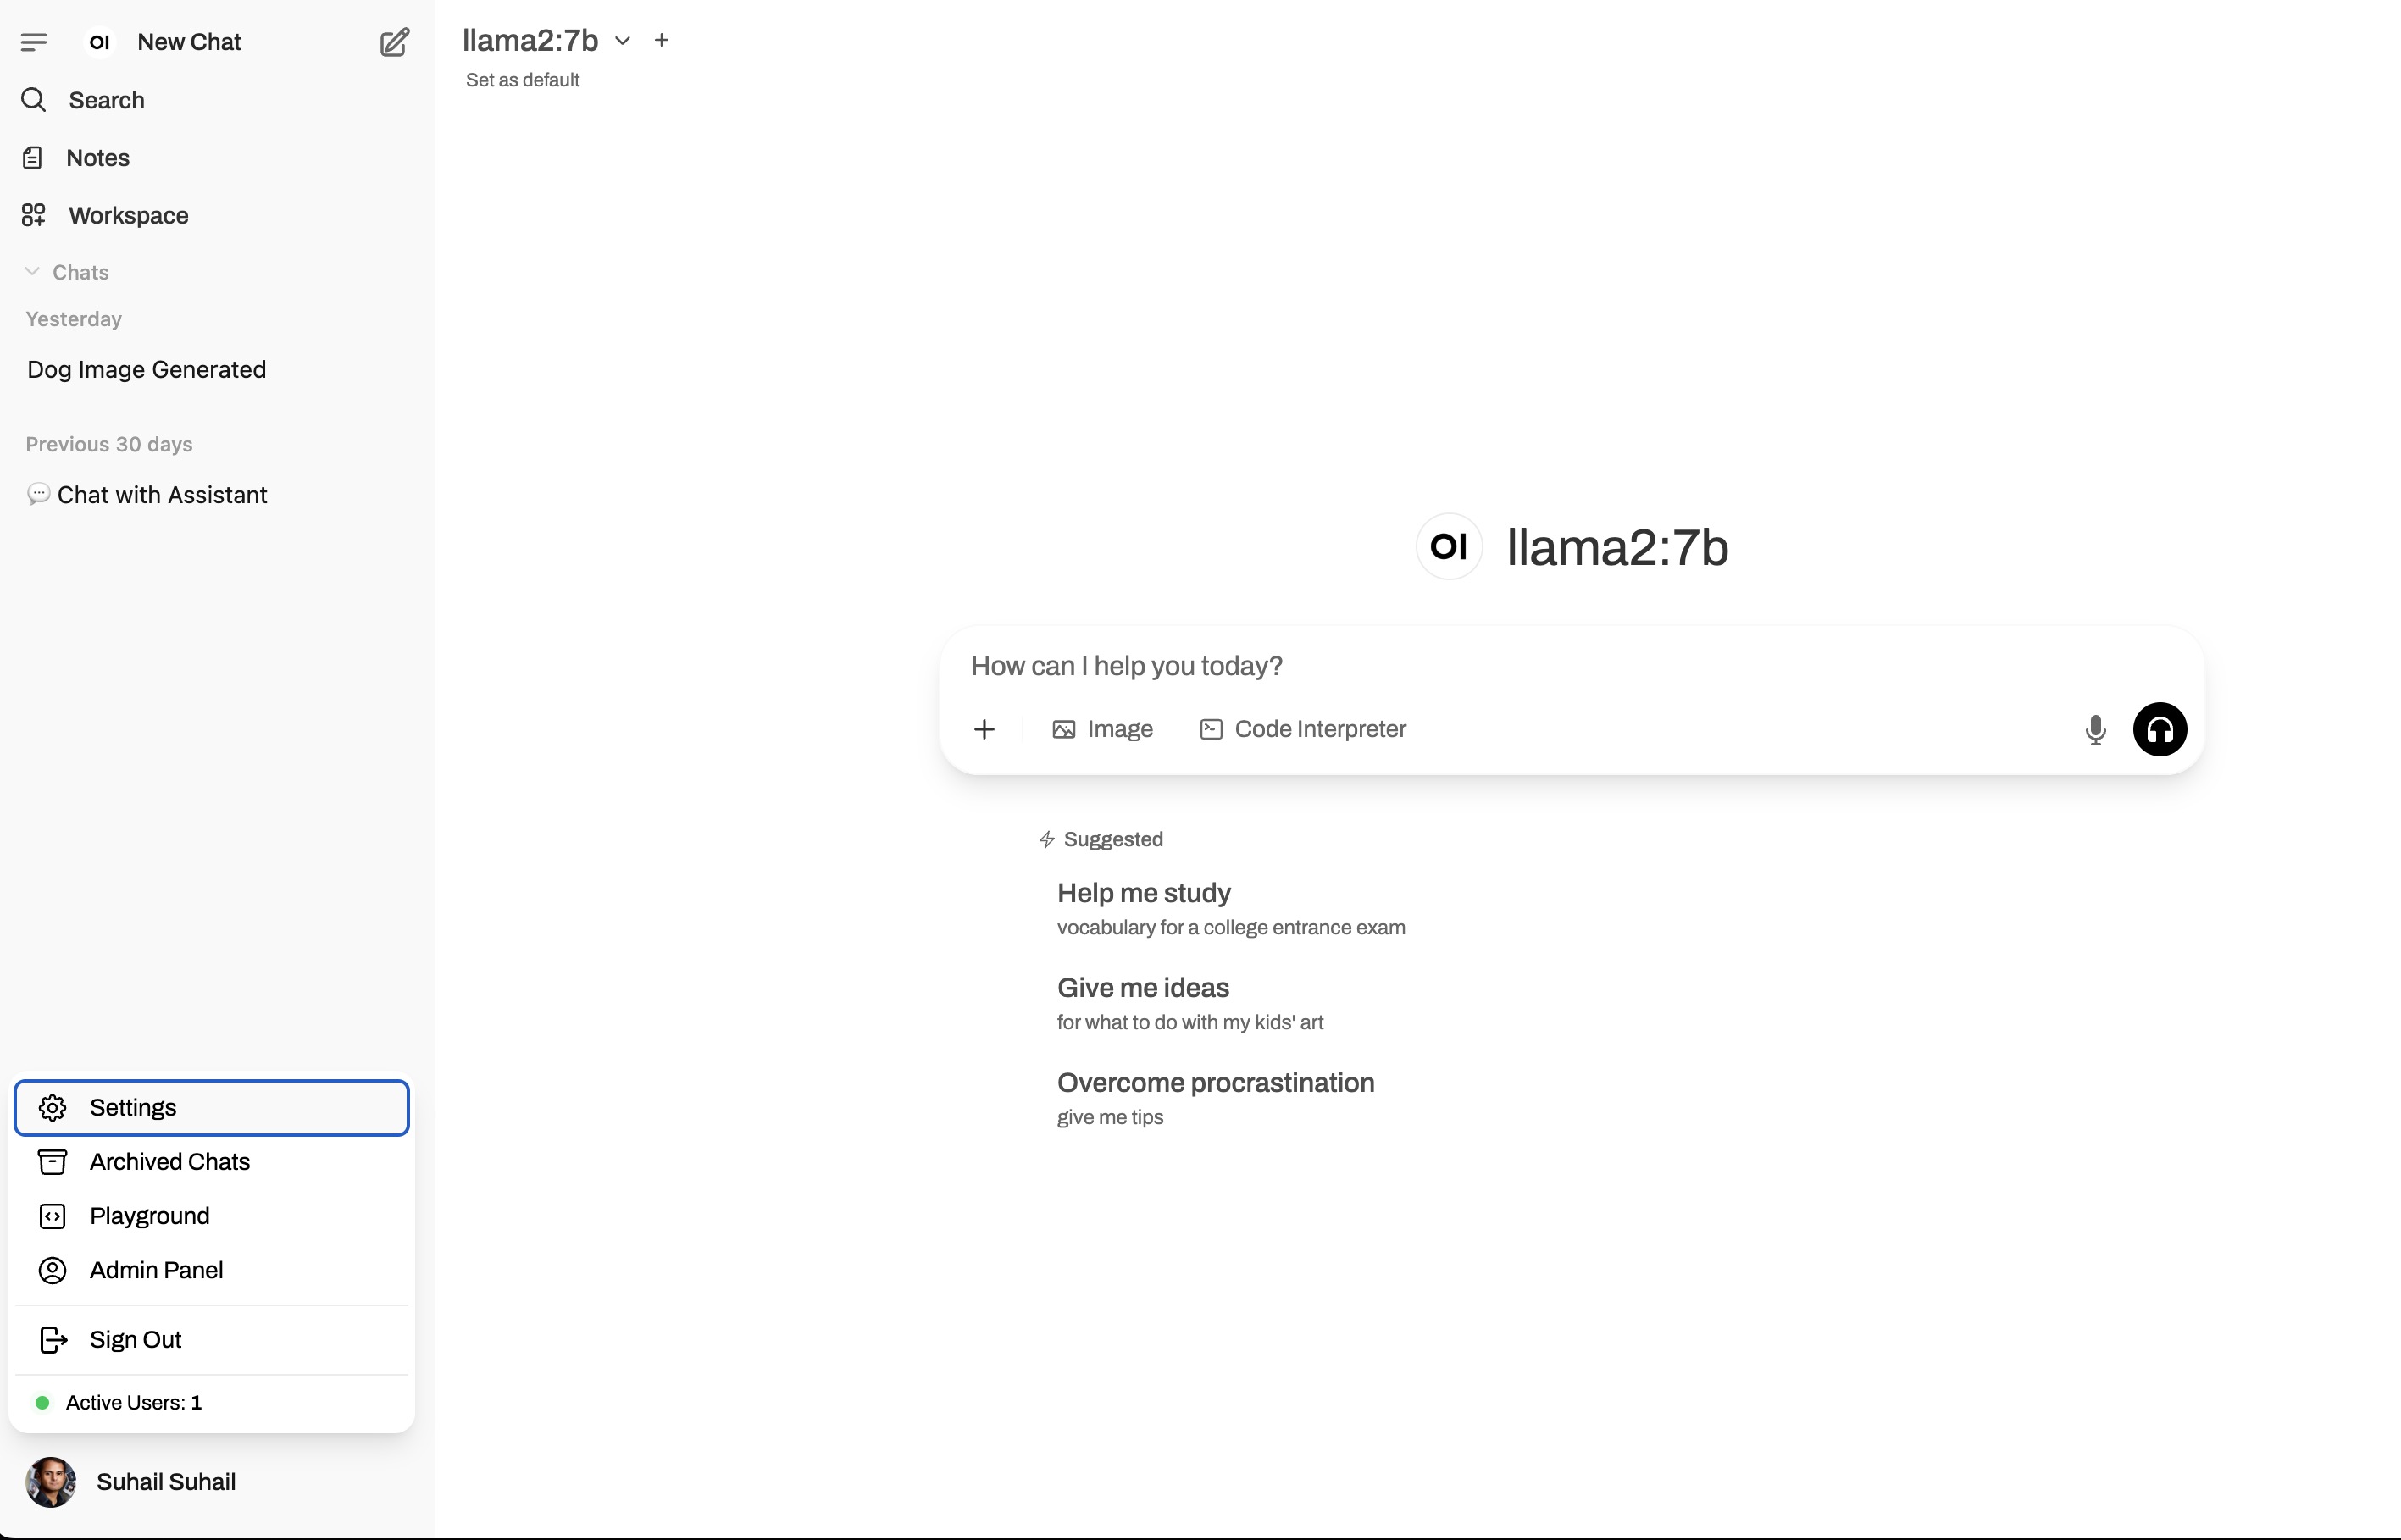 OI New Chat
Search
Notes
Workspace
Chats
Yesterday
Dog Image Generated
Previous 30 days
Chat with Assistant
Settings
Archived Chats
Playground
Admin Panel
Sign Out
Active Users: 1
Suhail Suhail
llama2:7b
Set as default
OI llama2:7b
How can I help you today?
Image Code Interpreter
Suggested
Help me study
vocabulary for a college entrance exam
Give me ideas
for what to do with my kids' art
Overcome procrastination
give me tips